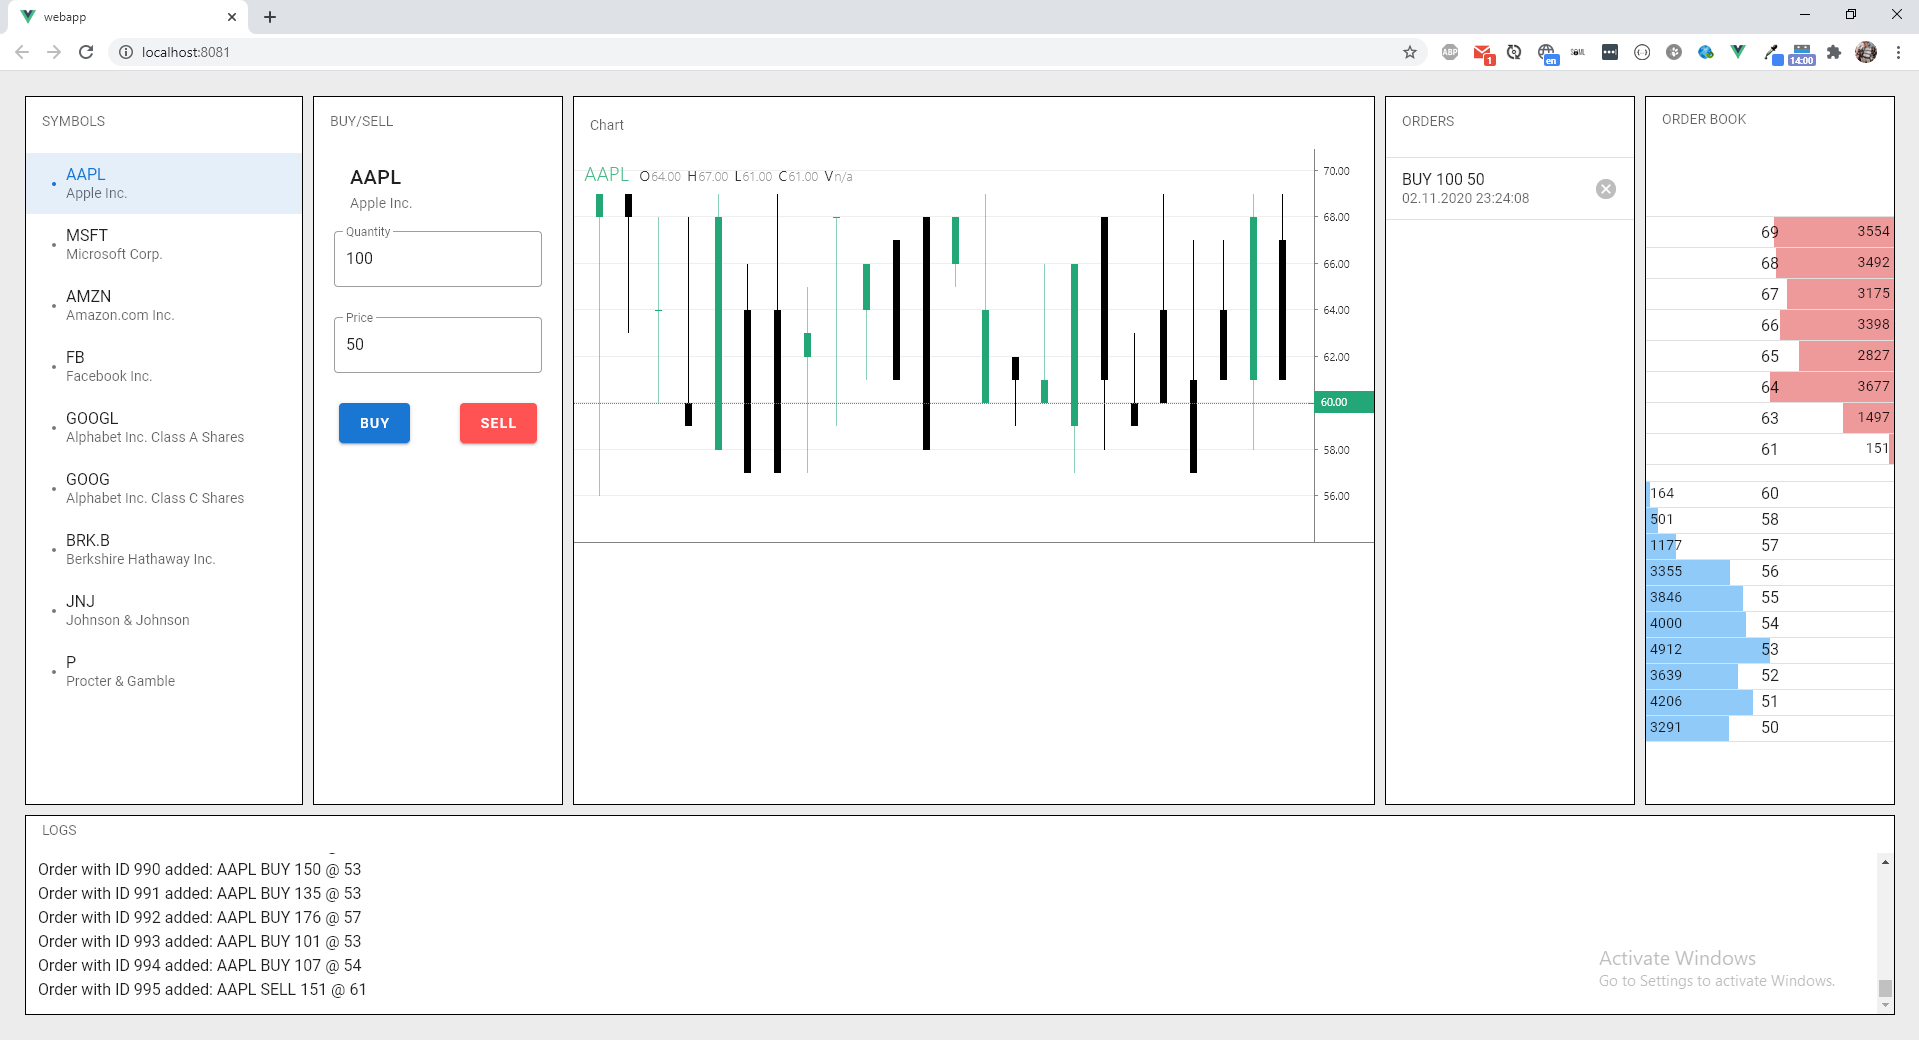 webapp
localhost:8081
ABP
1
en
14:00
SYMBOLS
AAPL
Apple Inc.
MSFT
Microsoft Corp.
AMZN
Amazon.com Inc.
FB
Facebook Inc.
GOOGL
Alphabet Inc. Class A Shares
GOOG
Alphabet Inc. Class C Shares
BRK.B
Berkshire Hathaway Inc.
JNJ
Johnson & Johnson
P
Procter & Gamble
BUY/SELL
AAPL
Apple Inc.
Quantity
100
Price
50
BUY SELL
Chart
AAPL O64.00 H67.00 L61.00 C61.00 Vn/a
70.00
68.00
66.00
64.00
62.00
60.00
58.00
56.00
ORDERS
BUY 100 50
02.11.2020 23:24:08
ORDER BOOK
69 3554
68 3492
67 3175
66 3398
65 2827
64 3677
63 1497
61 151
164 60
501 58
1177 57
3355 56
3846 55
4000 54
4912 53
3639 52
4206 51
3291 50
LOGS
Order with ID 990 added: AAPL BUY 150 @ 53
Order with ID 991 added: AAPL BUY 135 @ 53
Order with ID 992 added: AAPL BUY 176 @ 57
Order with ID 993 added: AAPL BUY 101 @ 53
Order with ID 994 added: AAPL BUY 107 @ 54
Order with ID 995 added: AAPL SELL 151 @ 61
Activate Windows
Go to Settings to activate Windows.